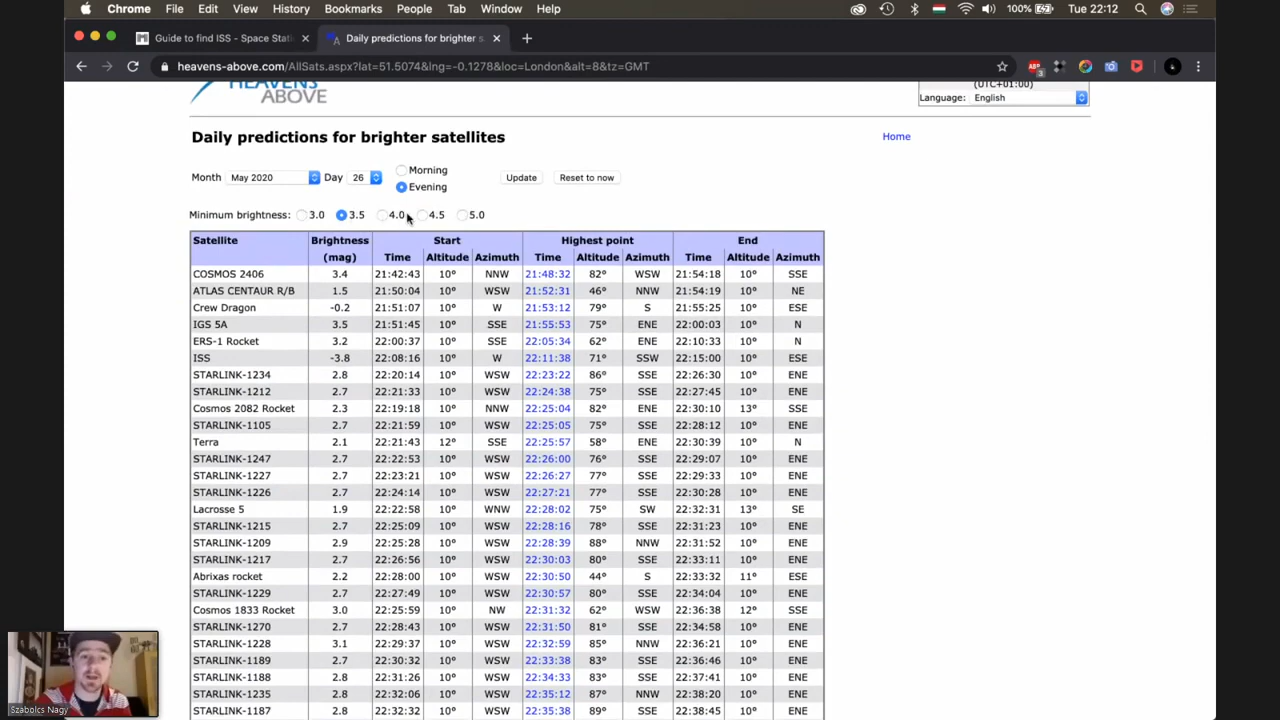 Chrome File Edit View History Bookmarks People Tab Window Help 100% Tue 22:12
Guide to find ISS - Space Stati × Daily predictions for brighter s × +
heavens-above.com/AllSats.aspx?lat=51.5074&lng=-0.1278&loc=London&alt=8&tz=GMT
HEAVENS (UTC+01:00)
ABOVE Language: English
Daily predictions for brighter satellites Home
Morning
Month May 2020 Day 26 Update Reset to now
Evening
Minimum brightness: 3.0 3.5 4.0 4.5 5.0
Satellite Brightness Start Highest point End
(mag) Time Altitude Azimuth Time Altitude Azimuth Time Altitude Azimuth
COSMOS 2406 3.4 21:42:43 10° NNW 21:48:32 82° WSW 21:54:18 10° SSE
ATLAS CENTAUR R/B 1.5 21:50:04 10° WSW 21:52:31 46° NNW 21:54:19 10° NE
Crew Dragon -0.2 21:51:07 10° W 21:53:12 79° S 21:55:25 10° ESE
IGS 5A 3.5 21:51:45 10° SSE 21:55:53 75° ENE 22:00:03 10° N
ERS-1 Rocket 3.2 22:00:37 10° SSE 22:05:34 62° ENE 22:10:33 10° N
ISS -3.8 22:08:16 10° W 22:11:38 71° SSW 22:15:00 10° ESE
STARLINK-1234 2.8 22:20:14 10° WSW 22:23:22 86° SSE 22:26:30 10° ENE
STARLINK-1212 2.7 22:21:33 10° WSW 22:24:38 75° SSE 22:27:45 10° ENE
Cosmos 2082 Rocket 2.3 22:19:18 10° NNW 22:25:04 82° ENE 22:30:10 13° SSE
STARLINK-1105 2.7 22:21:59 10° WSW 22:25:05 75° SSE 22:28:12 10° ENE
Terra 2.1 22:21:43 12° SSE 22:25:57 58° ENE 22:30:39 10° N
STARLINK-1247 2.7 22:22:53 10° WSW 22:26:00 76° SSE 22:29:07 10° ENE
STARLINK-1227 2.7 22:23:21 10° WSW 22:26:27 77° SSE 22:29:33 10° ENE
STARLINK-1226 2.7 22:24:14 10° WSW 22:27:21 77° SSE 22:30:28 10° ENE
Lacrosse 5 1.9 22:22:58 10° WNW 22:28:02 75° SW 22:32:31 13° SE
STARLINK-1215 2.7 22:25:09 10° WSW 22:28:16 78° SSE 22:31:23 10° ENE
STARLINK-1209 2.9 22:25:28 10° WSW 22:28:39 88° NNW 22:31:52 10° ENE
STARLINK-1217 2.7 22:26:56 10° WSW 22:30:03 80° SSE 22:33:11 10° ENE
Abrixas rocket 2.2 22:28:00 10° WSW 22:30:50 44° S 22:33:32 11° ESE
STARLINK-1229 2.7 22:27:49 10° WSW 22:30:57 80° SSE 22:34:04 10° ENE
Cosmos 1833 Rocket 3.0 22:25:59 10° NW 22:31:32 62° WSW 22:36:38 12° SSE
STARLINK-1270 2.7 22:28:43 10° WSW 22:31:50 81° SSE 22:34:58 10° ENE
STARLINK-1228 3.1 22:29:37 10° WSW 22:32:59 85° NNW 22:36:21 10° ENE
STARLINK-1189 2.7 22:30:32 10° WSW 22:33:38 83° SSE 22:36:46 10° ENE
STARLINK-1188 2.8 22:31:26 10° WSW 22:34:33 83° SSE 22:37:41 10° ENE
STARLINK-1235 2.8 22:32:06 10° WSW 22:35:12 87° NNW 22:38:20 10° ENE
STARLINK-1187 2.8 22:32:32 10° WSW 22:35:38 89° SSE 22:38:45 10° ENE
Szabolcs Nagy